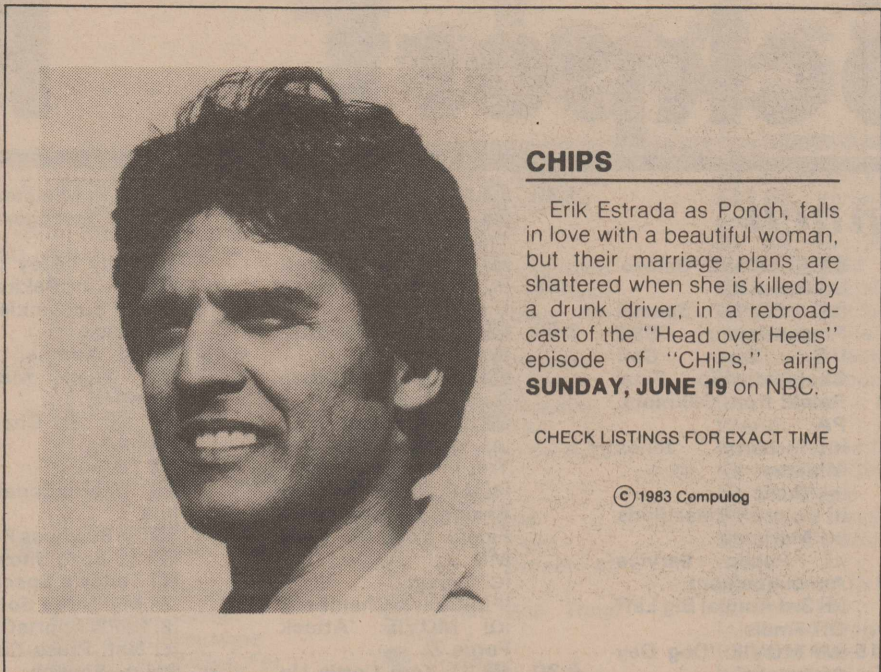 CHIPS
Erik Estrada as Ponch, falls
in love with a beautiful woman,
but their marriage plans are
shattered when she is killed by
a drunk driver, in a rebroad-
cast of the "Head over Heels"
episode of "CHiPs," airing
SUNDAY, JUNE 19 on NBC.
CHECK LISTINGS FOR EXACT TIME
©1983 Compulog